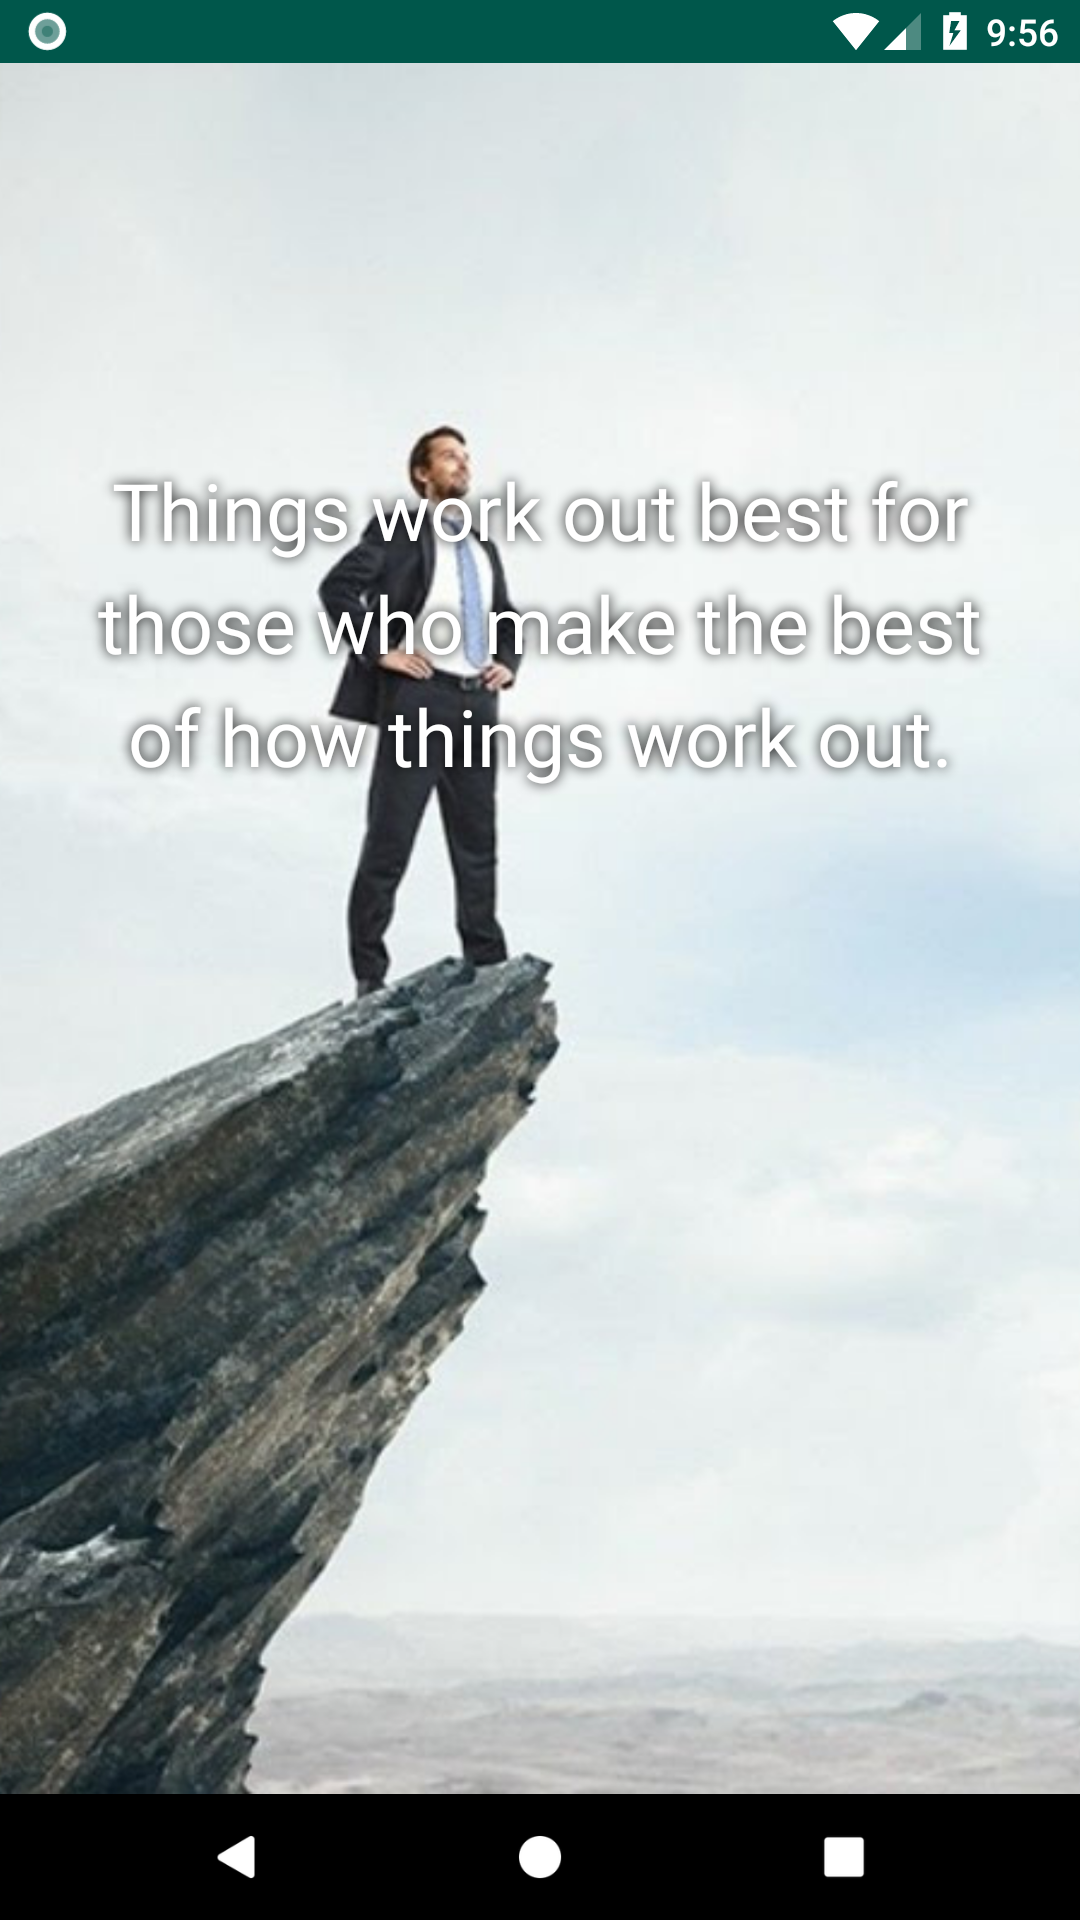 9:56
Things work out best for
those who make the best
of how things work out.